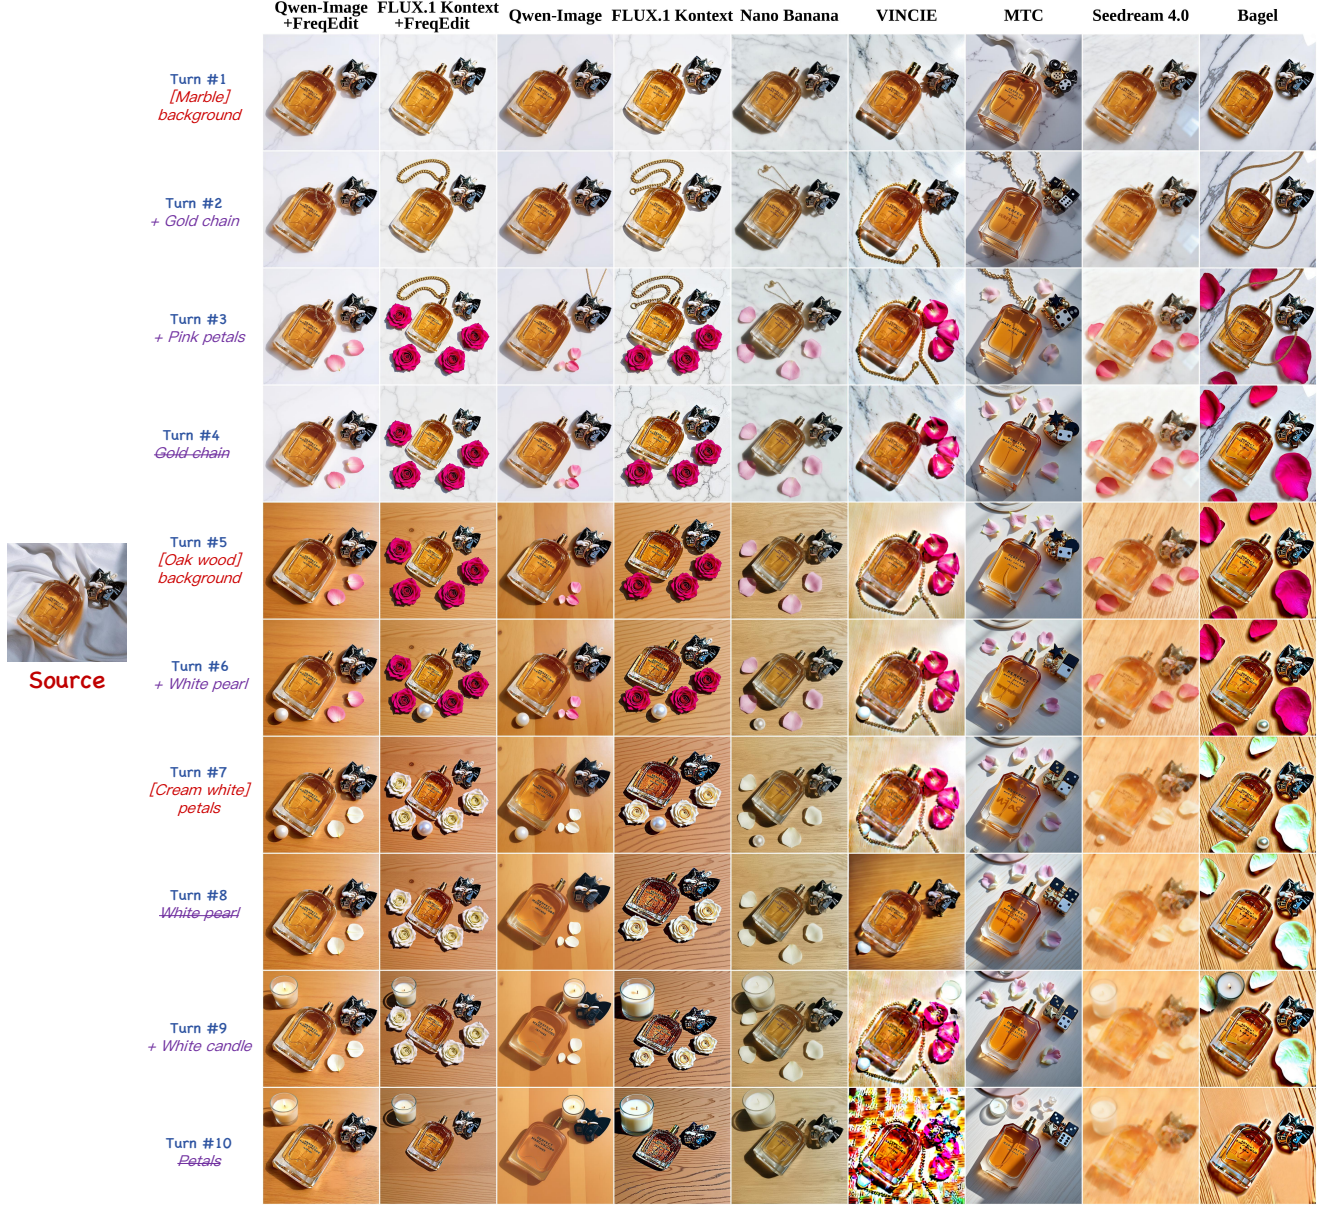 Qwen-Image
+FreqEdit
FLUX.1 Kontext
+FreqEdit
Qwen-Image
FLUX.1 Kontext
Nano Banana
VINCIE
MTC
Seedream 4.0
Bagel
Turn #1
[Marble]
background
Turn #2
+ Gold chain
Turn #3
+ Pink petals
Turn #4
Gold chain
Turn #5
[Oak wood]
background
Turn #6
+ White pearl
Turn #7
[Cream white]
petals
Turn #8
White pearl
Turn #9
+ White candle
Turn #10
Petals
Source